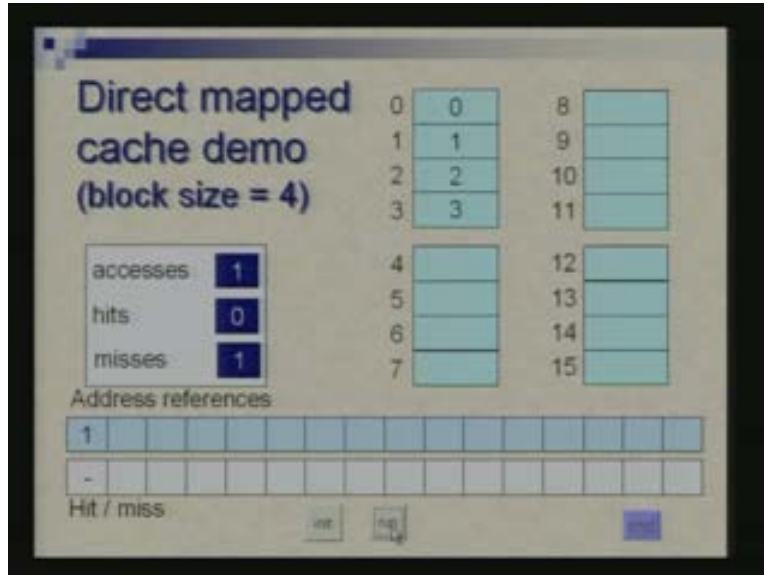 Direct mapped
cache demo
(block size = 4)
0 0
1 1
2 2
3 3
8
9
10
11
accesses 1
hits 0
misses 1
4
5
6
7
12
13
14
15
Address references
1
-
Hit / miss
init
end